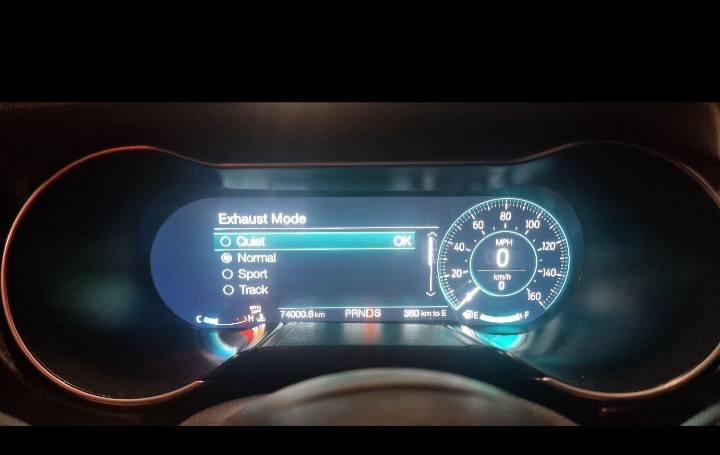 Exhaust Mode
Quiet OK
Normal
Sport
Track
20
40
60
80
100
120
140
160
MPH
0
km/h
0
C H
74000.8 km PRNDS 360 km to E
E F